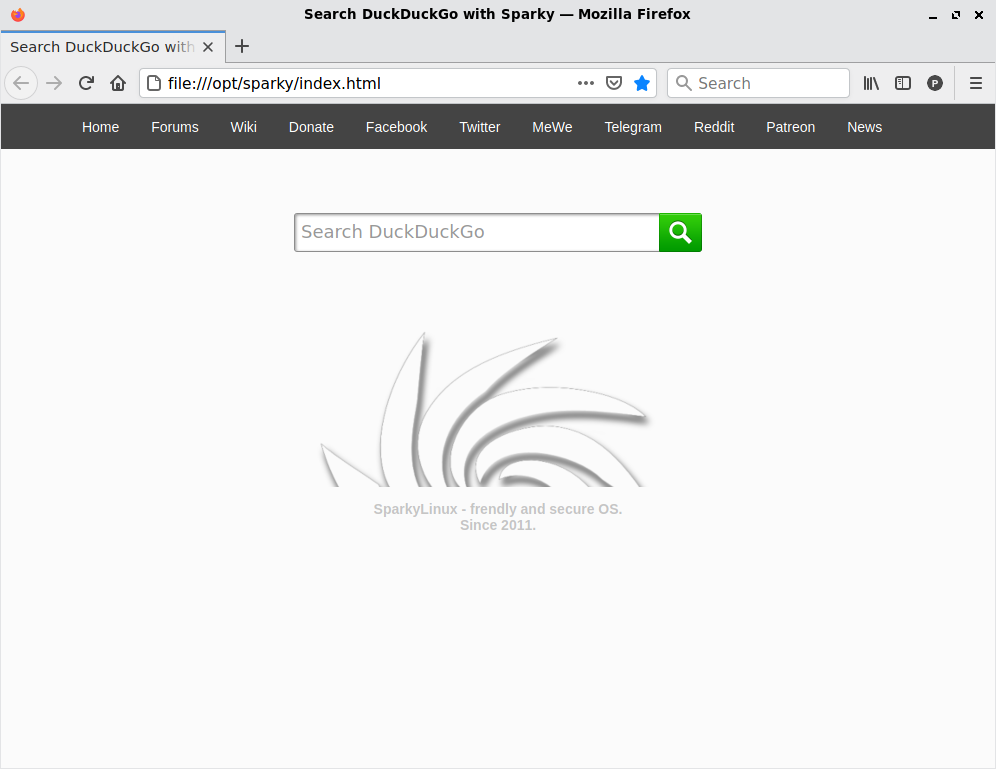 Search DuckDuckGo with Sparky — Mozilla Firefox
Search DuckDuckGo with
file:///opt/sparky/index.html
Search
P
Home Forums Wiki Donate Facebook Twitter MeWe Telegram Reddit Patreon News
Search DuckDuckGo
SparkyLinux - frendly and secure OS.
Since 2011.